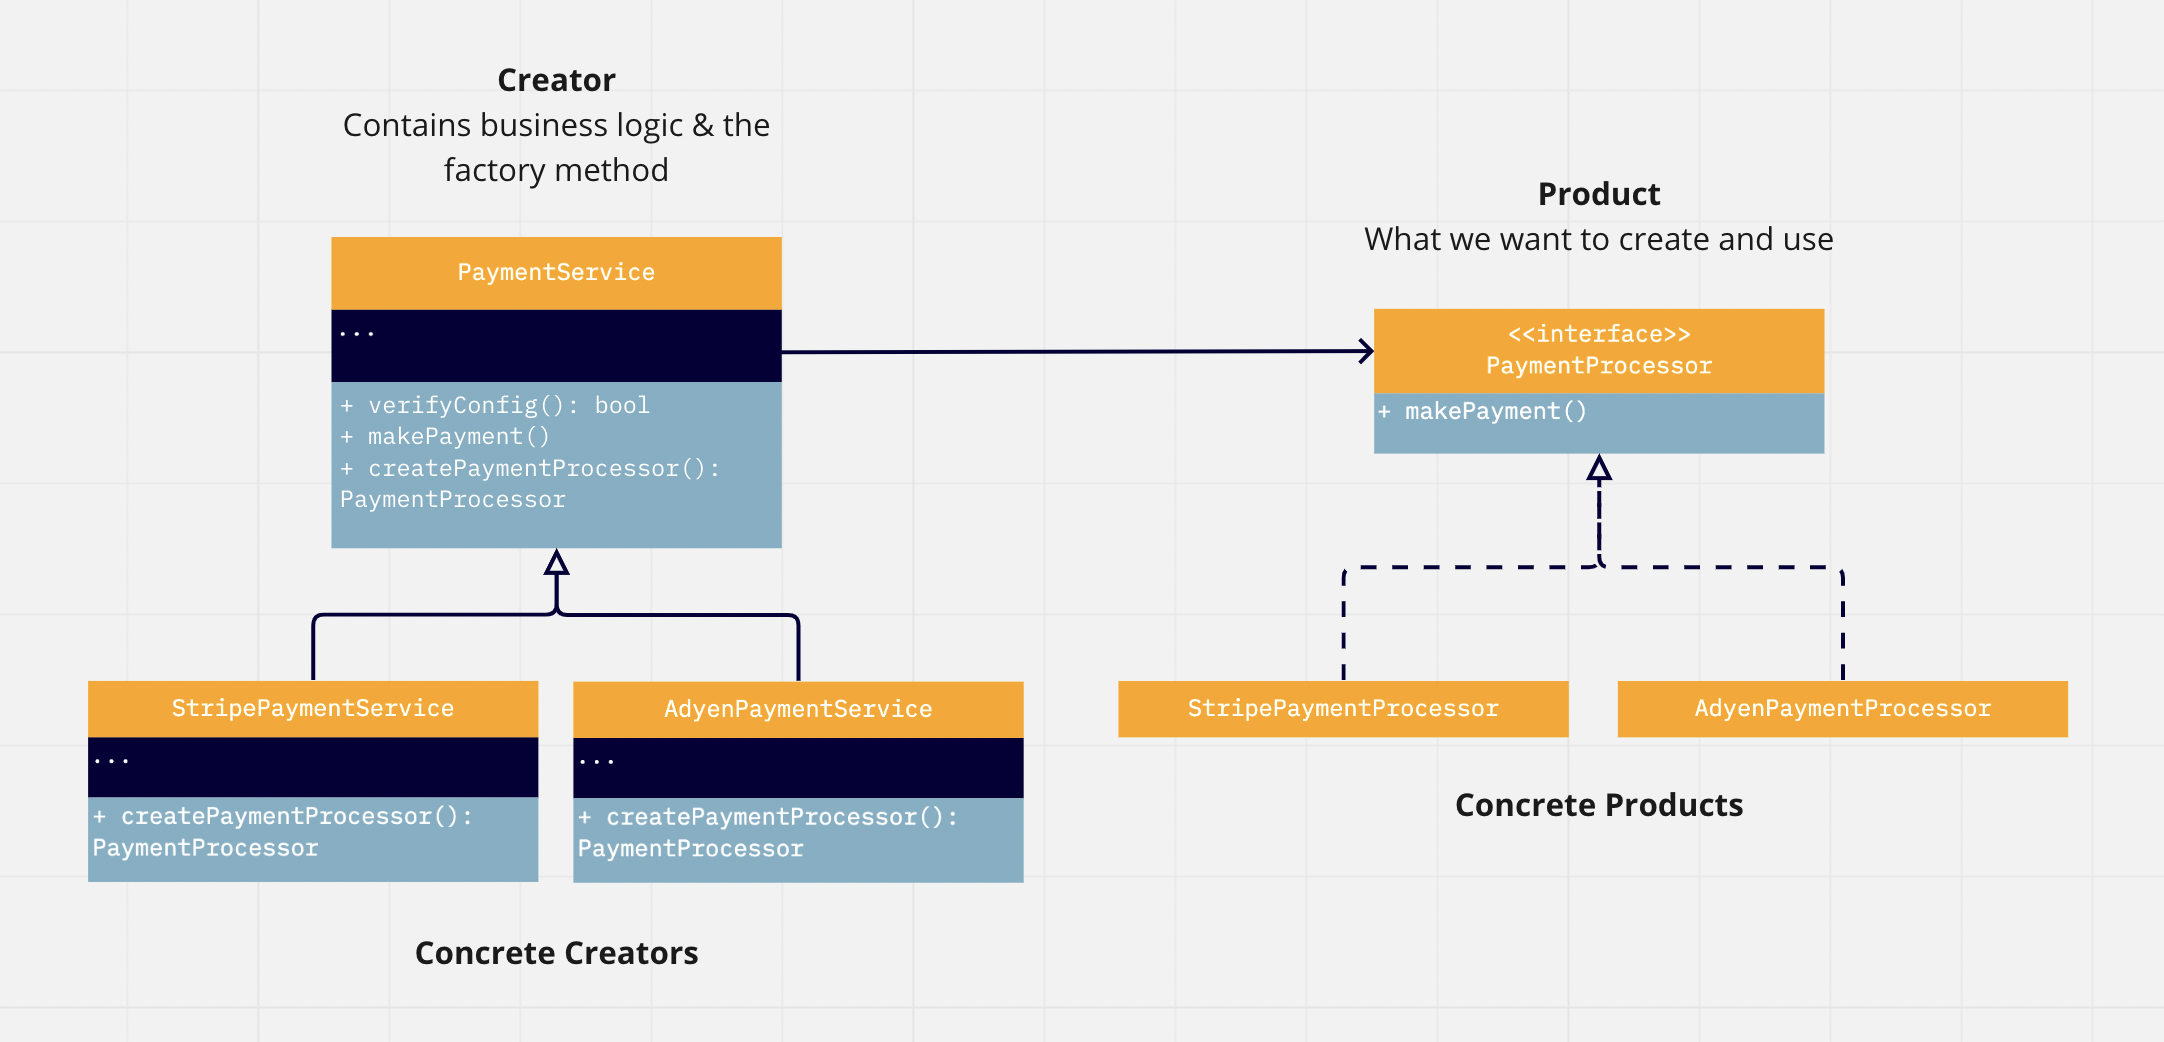 Creator
Contains business logic & the
factory method
PaymentService
...
+ verifyConfig(): bool
+ makePayment()
+ createPaymentProcessor():
PaymentProcessor
Product
What we want to create and use
<<interface>>
PaymentProcessor
+ makePayment()
StripePaymentService
...
+ createPaymentProcessor():
PaymentProcessor
AdyenPaymentService
...
+ createPaymentProcessor():
PaymentProcessor
Concrete Creators
StripePaymentProcessor
AdyenPaymentProcessor
Concrete Products